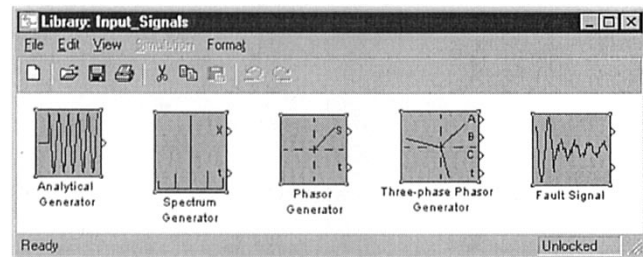 Library: Input_Signals
File Edit View Simulation Format
X
t
S
t
A
B
C
t
Analytical
Generator
Spectrum
Generator
Phasor
Generator
Three-phase Phasor
Generator
Fault Signal
Ready
Unlocked